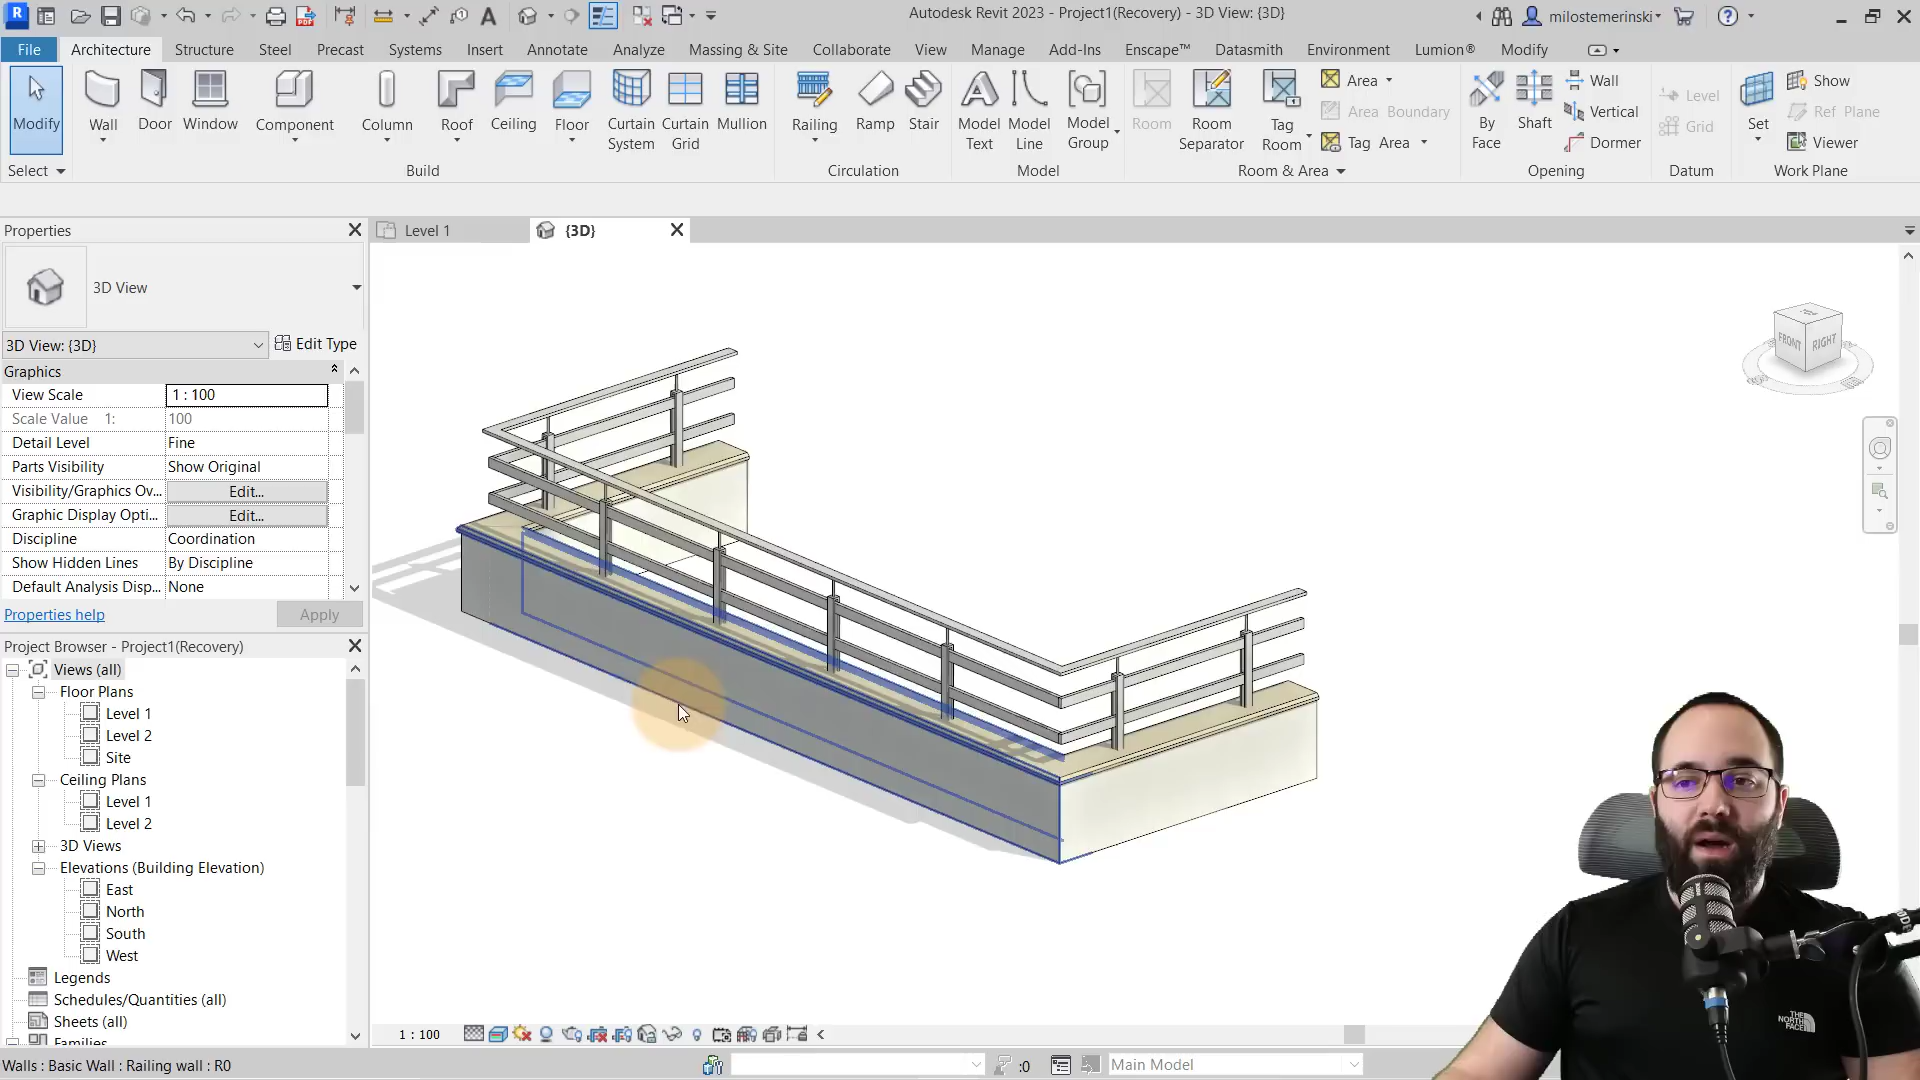 Autodesk Revit 2023 - Project1(Recovery) - 3D View: {3D}
milostemerinski
File Architecture Structure Steel Precast Systems Insert Annotate Analyze Massing & Site Collaborate View Manage Add-Ins Enscape™ Datasmith Environment Lumion® Modify
Modify
Wall
Door
Window
Component
Column
Roof
Ceiling
Floor
Curtain System
Curtain Grid
Mullion
Railing
Ramp
Stair
Model Text
Model Line
Model Group
Room
Room Separator
Tag Room
Area
Area Boundary
Tag Area
By Face
Shaft
Wall
Vertical
Dormer
Level
Grid
Set
Show
Ref Plane
Viewer
Select
Build
Circulation
Model
Room & Area
Opening
Datum
Work Plane
Properties
Level 1
{3D}
3D View
3D View: {3D}
Edit Type
Graphics
View Scale 1 : 100
Scale Value 1: 100
Detail Level Fine
Parts Visibility Show Original
Visibility/Graphics Ov... Edit...
Graphic Display Opti... Edit...
Discipline Coordination
Show Hidden Lines By Discipline
Default Analysis Disp... None
Properties help
Apply
Project Browser - Project1(Recovery)
Views (all)
Floor Plans
Level 1
Level 2
Site
Ceiling Plans
Level 1
Level 2
3D Views
Elevations (Building Elevation)
East
North
South
West
Legends
Schedules/Quantities (all)
Sheets (all)
Families
TOP
FRONT
RIGHT
1 : 100
Walls : Basic Wall : Railing wall : R0
:0
Main Model
THE
NORTH
FACE